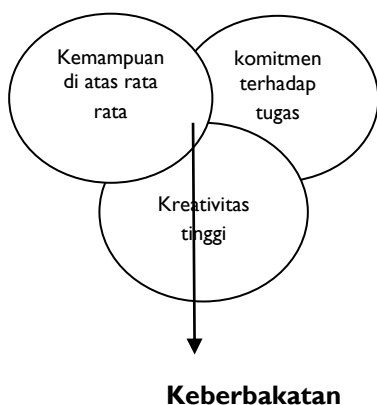 Kemampuan
di atas rata
rata
komitmen
terhadap
tugas
Kreativitas
tinggi
Keberbakatan